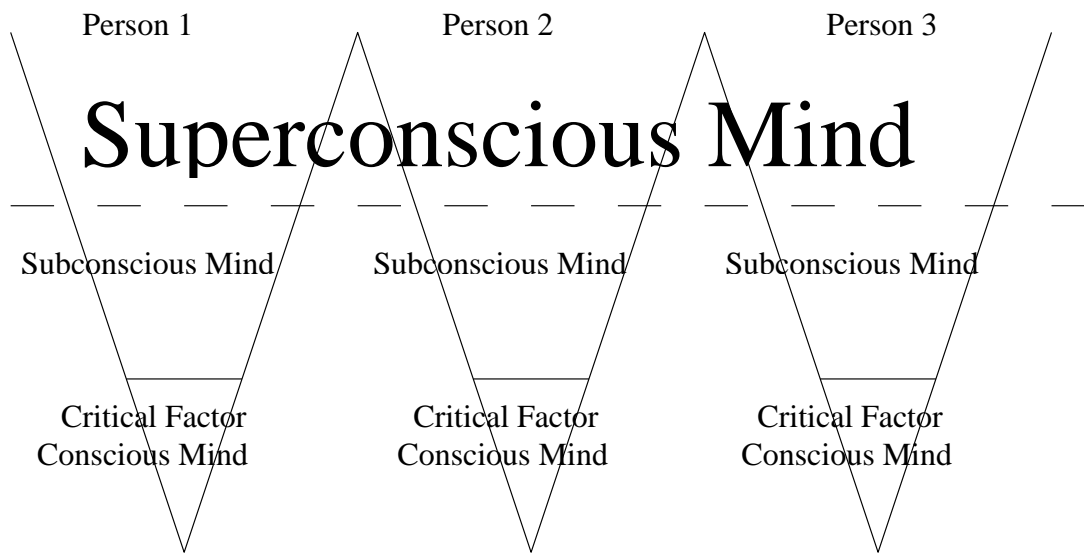 Person 1 Person 2 Person 3
Superconscious Mind
Subconscious Mind Subconscious Mind Subconscious Mind
Critical Factor Critical Factor Critical Factor
Conscious Mind Conscious Mind Conscious Mind